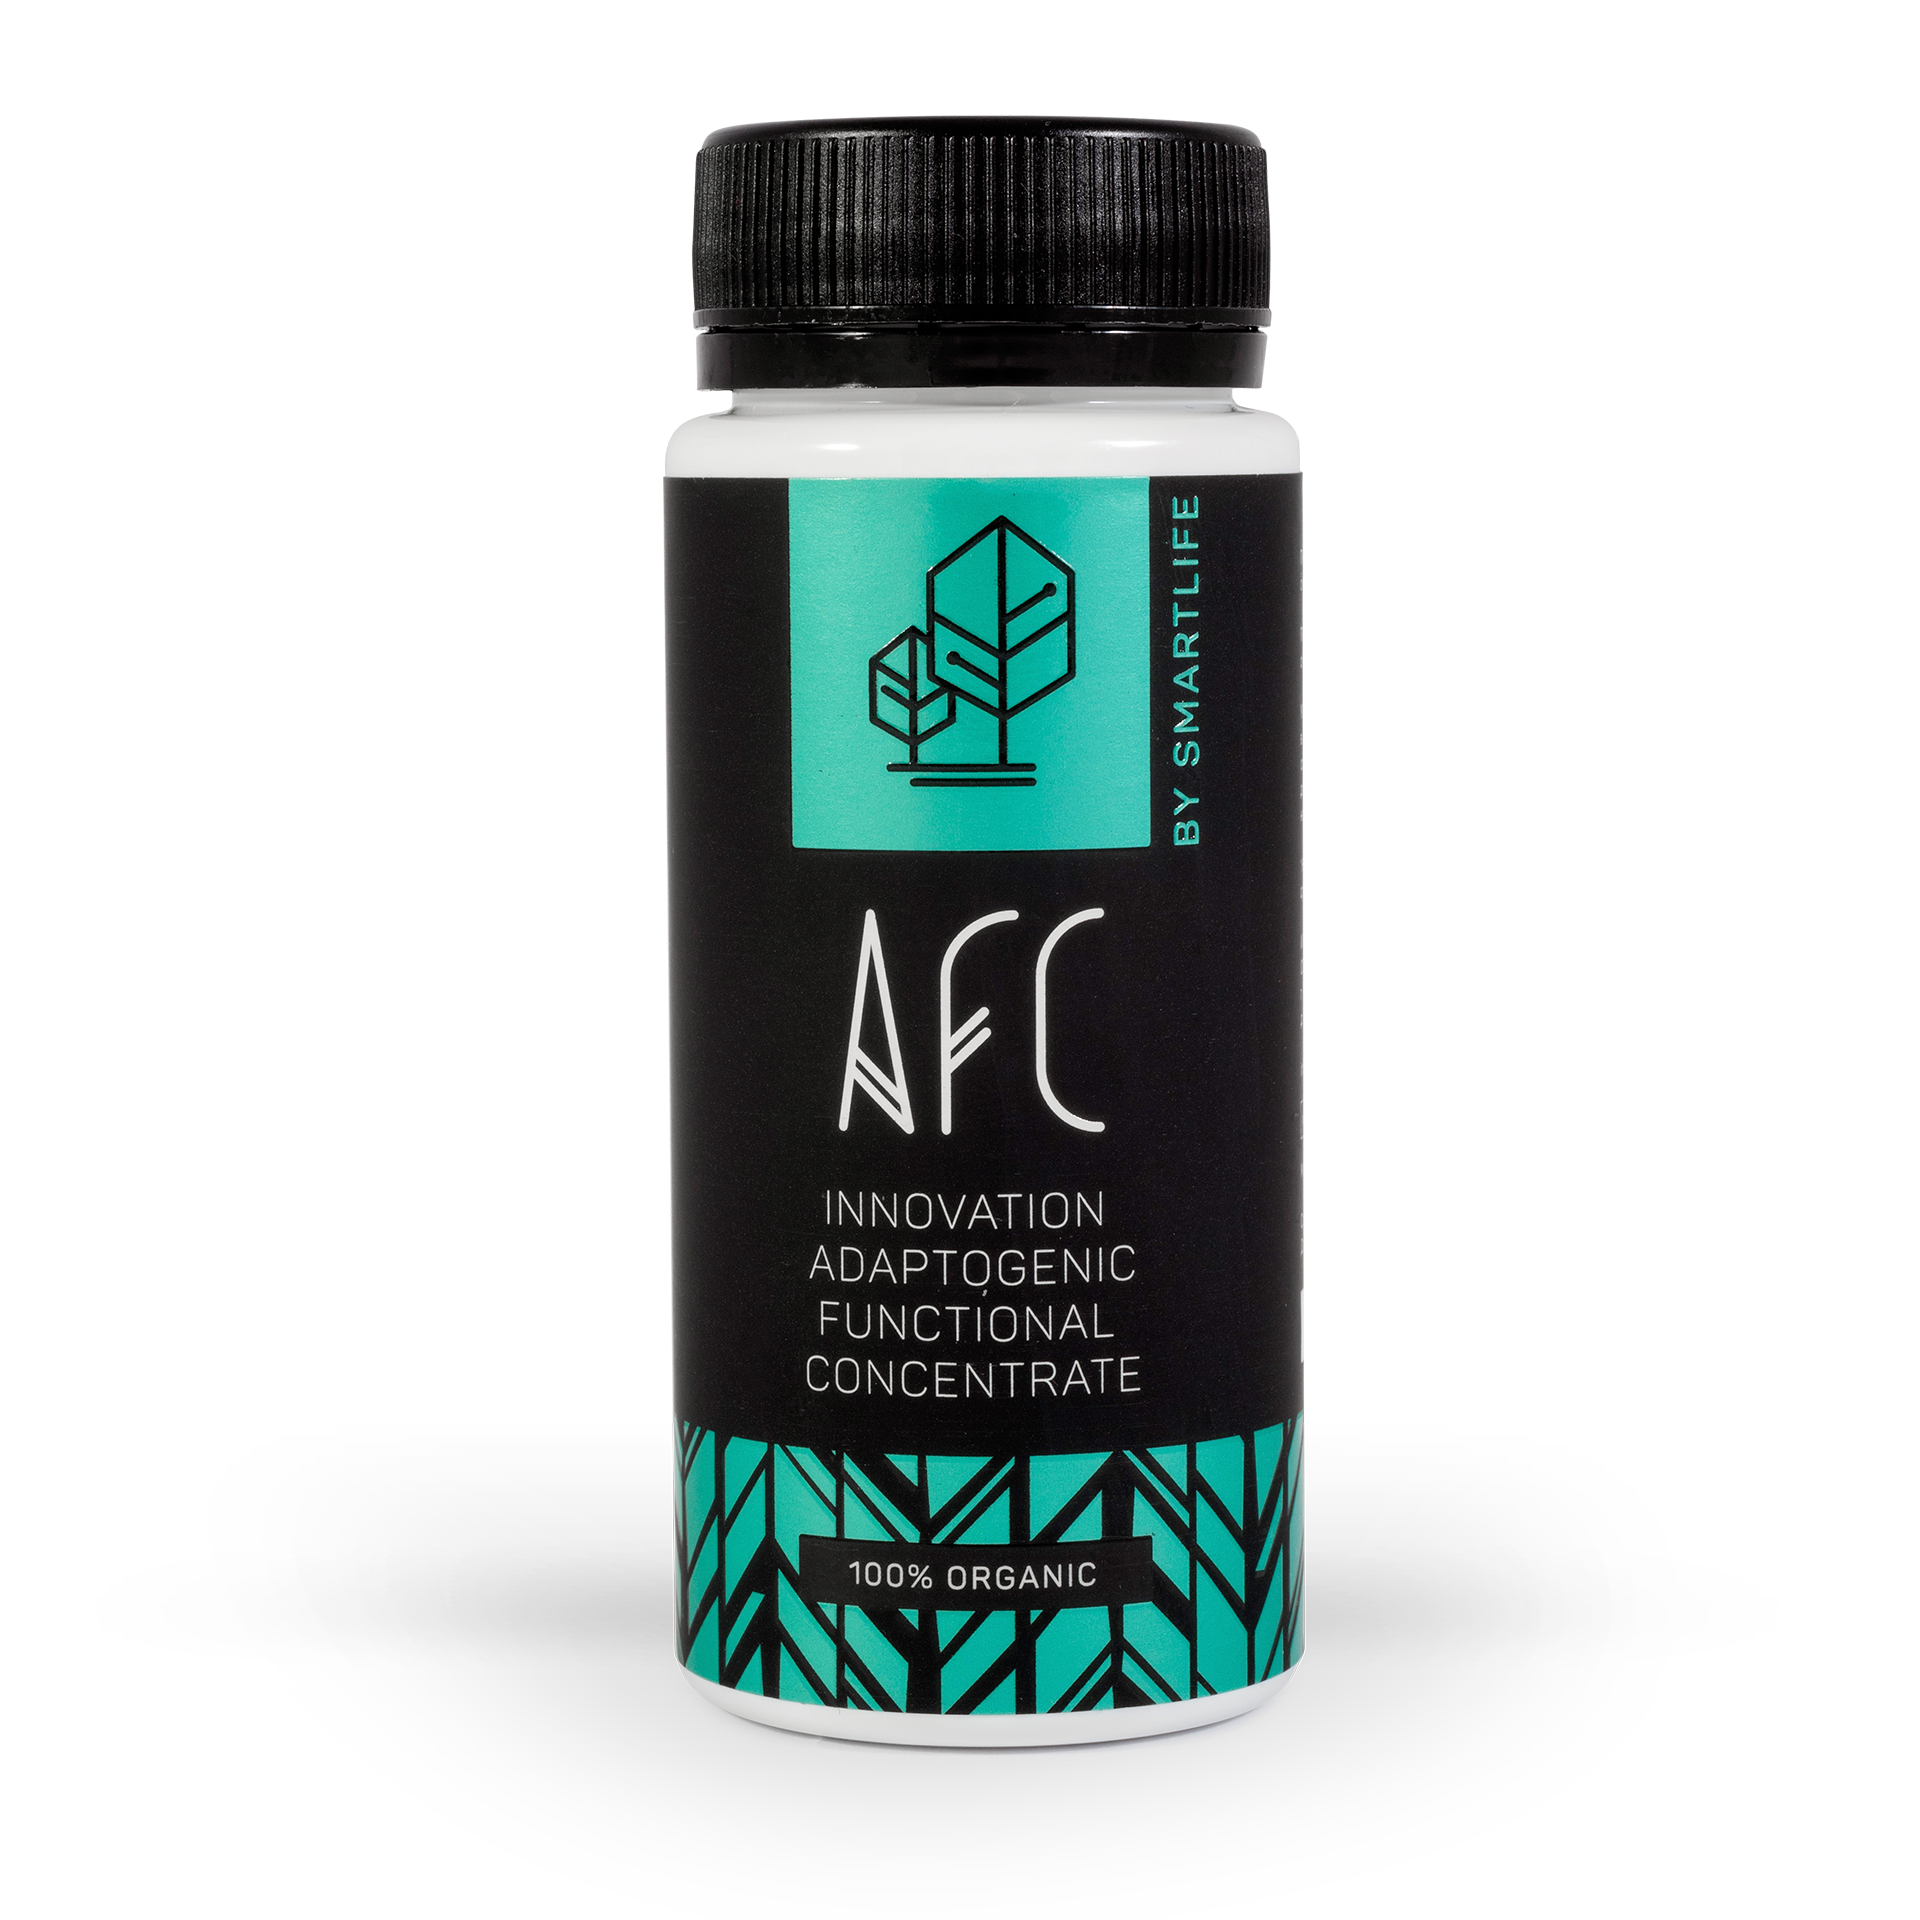 BY SMARTLIFE
AFC
INNOVATION
ADAPTOGENIC
FUNCTIONAL
CONCENTRATE
100% ORGANIC